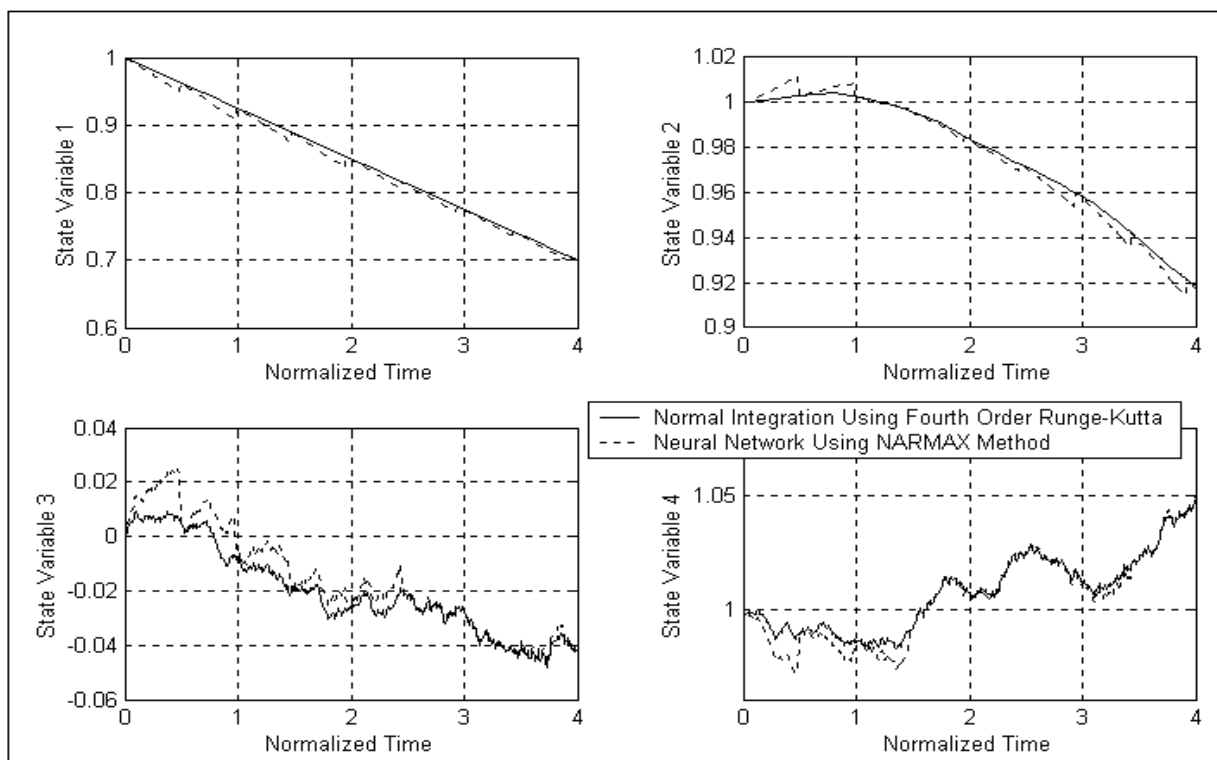 1
0.9
0.8
0.7
0.6
State Variable 1
0 1 2 3 4
Normalized Time
1.02
1
0.98
0.96
0.94
0.92
0.9
State Variable 2
0 1 2 3 4
Normalized Time
Normal Integration Using Fourth Order Runge-Kutta
Neural Network Using NARMAX Method
0.04
0.02
0
-0.02
-0.04
-0.06
State Variable 3
0 1 2 3 4
Normalized Time
1.05
1
State Variable 4
0 1 2 3 4
Normalized Time